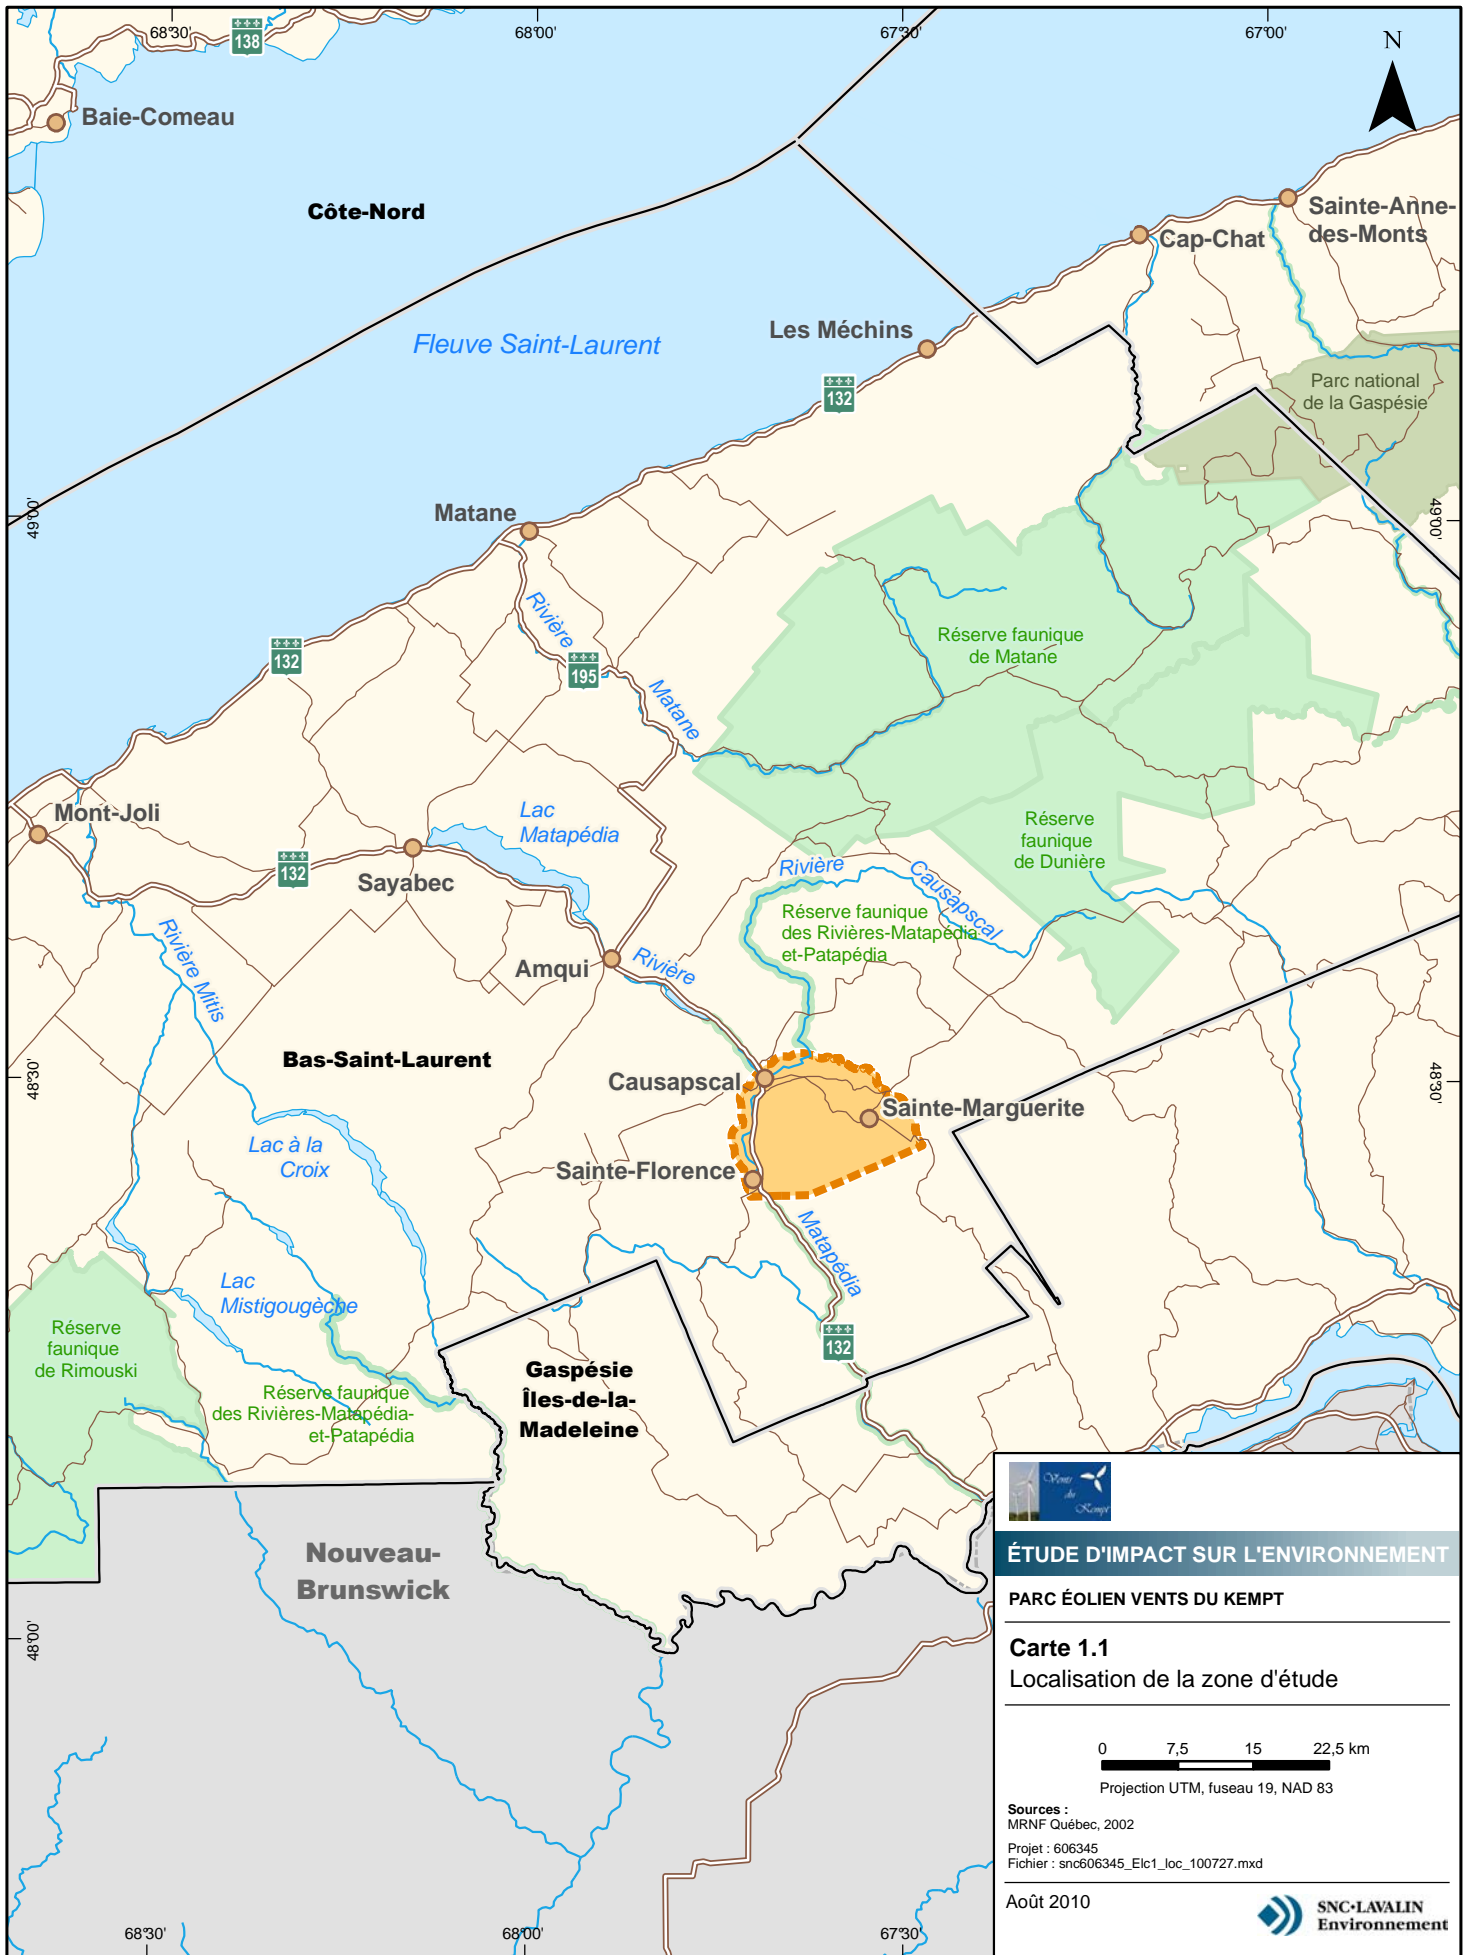 68°30'
68°00'
67°30'
67°00'
N
138
Baie-Comeau
Côte-Nord
Sainte-Anne-
des-Monts
Cap-Chat
Fleuve Saint-Laurent
Les Méchins
132
Parc national
de la Gaspésie
49°00'
Matane
49°00'
Rivière
Matane
132
195
Réserve faunique
de Matane
Mont-Joli
Lac
Matapédia
Réserve
faunique
de Dunière
132
Sayabec
Rivière
Causapscal
Réserve faunique
des Rivières-Matapédia-
et-Patapédia
Rivière Mitis
Amqui
Rivière
Matapédia
Bas-Saint-Laurent
48°30'
48°30'
Causapscal
Sainte-Marguerite
Lac à la
Croix
Sainte-Florence
Lac
Mistigougèche
Réserve
faunique
de Rimouski
132
Gaspésie
Îles-de-la-
Madeleine
Réserve faunique
des Rivières-Matapédia-
et-Patapédia
Nouveau-
Brunswick
48°00'
68°30'
68°00'
67°30'
Vents
du
Kempt
ÉTUDE D'IMPACT SUR L'ENVIRONNEMENT
PARC ÉOLIEN VENTS DU KEMPT
Carte 1.1
Localisation de la zone d'étude
0 7,5 15 22,5 km
Projection UTM, fuseau 19, NAD 83
Sources :
MRNF Québec, 2002
Projet : 606345
Fichier : snc606345_EIc1_loc_100727.mxd
Août 2010
SNC•LAVALIN
Environnement